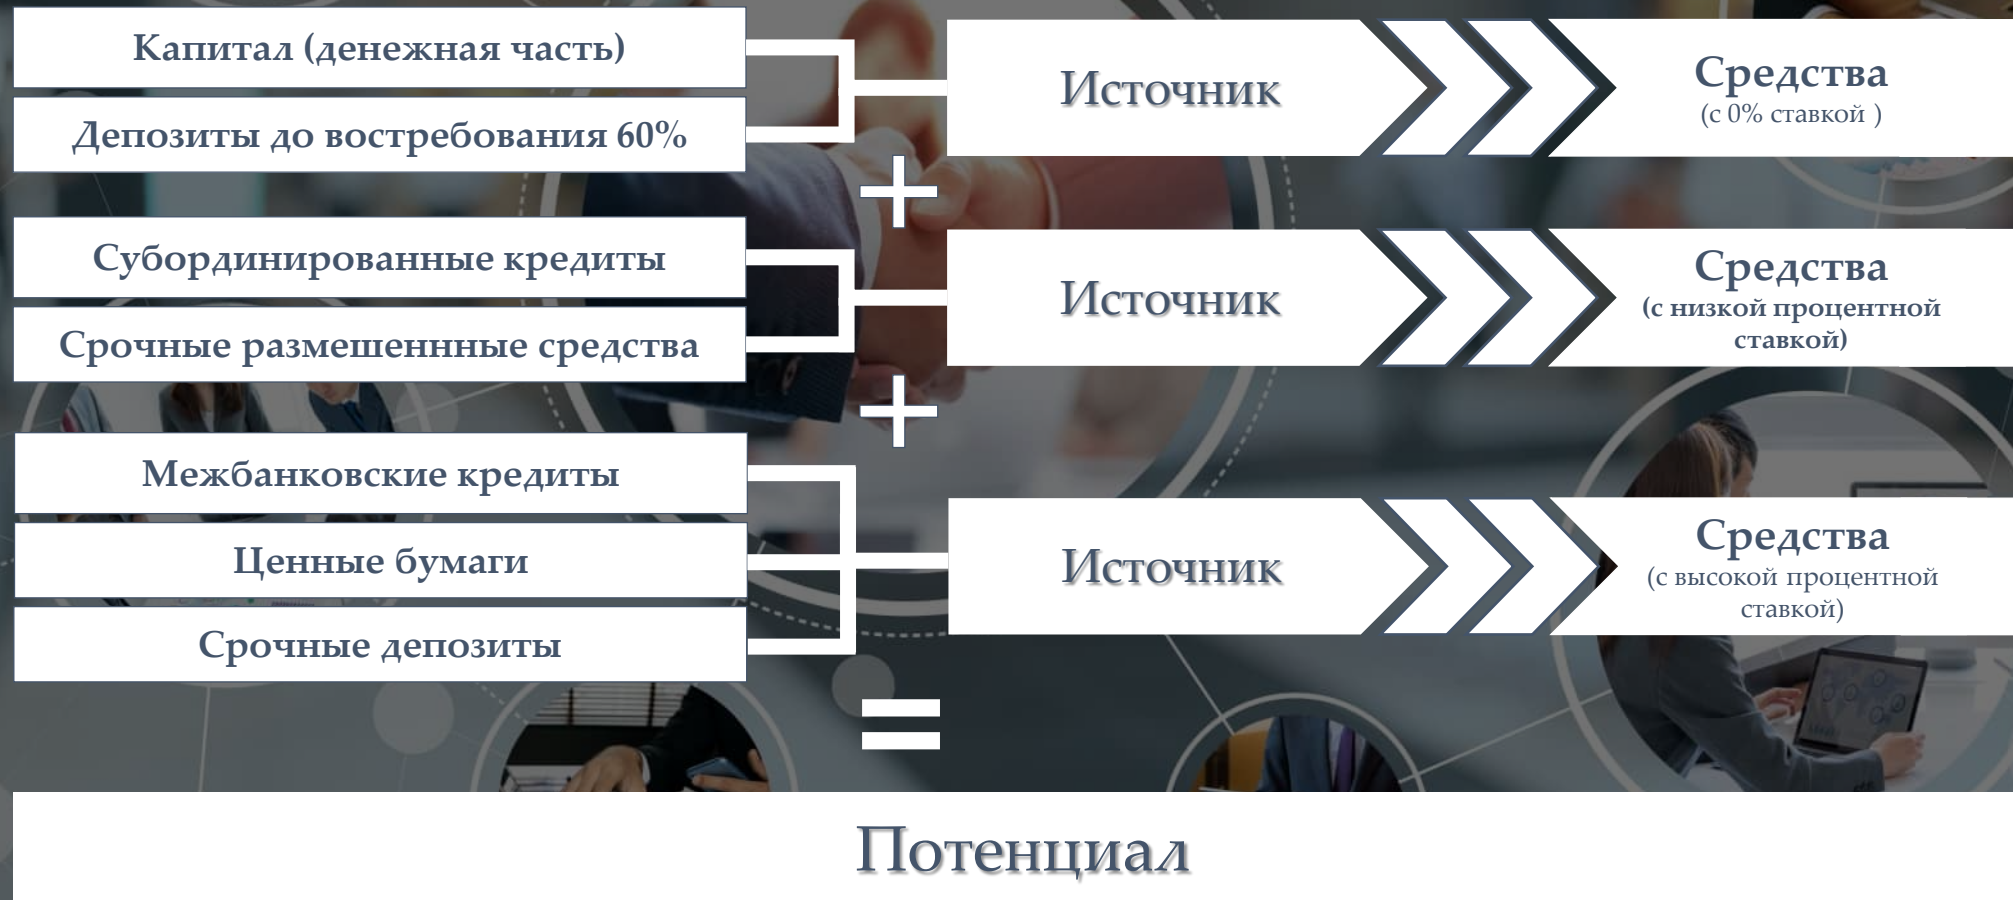 Капитал (денежная часть)
Депозиты до востребования 60%
Источник
Средства
(с 0% ставкой )
+
Субординированные кредиты
Срочные размешеннные средства
Источник
Средства
(с низкой процентной
ставкой)
+
Межбанковские кредиты
Ценные бумаги
Срочные депозиты
Источник
Средства
(с высокой процентной
ставкой)
=
Потенциал